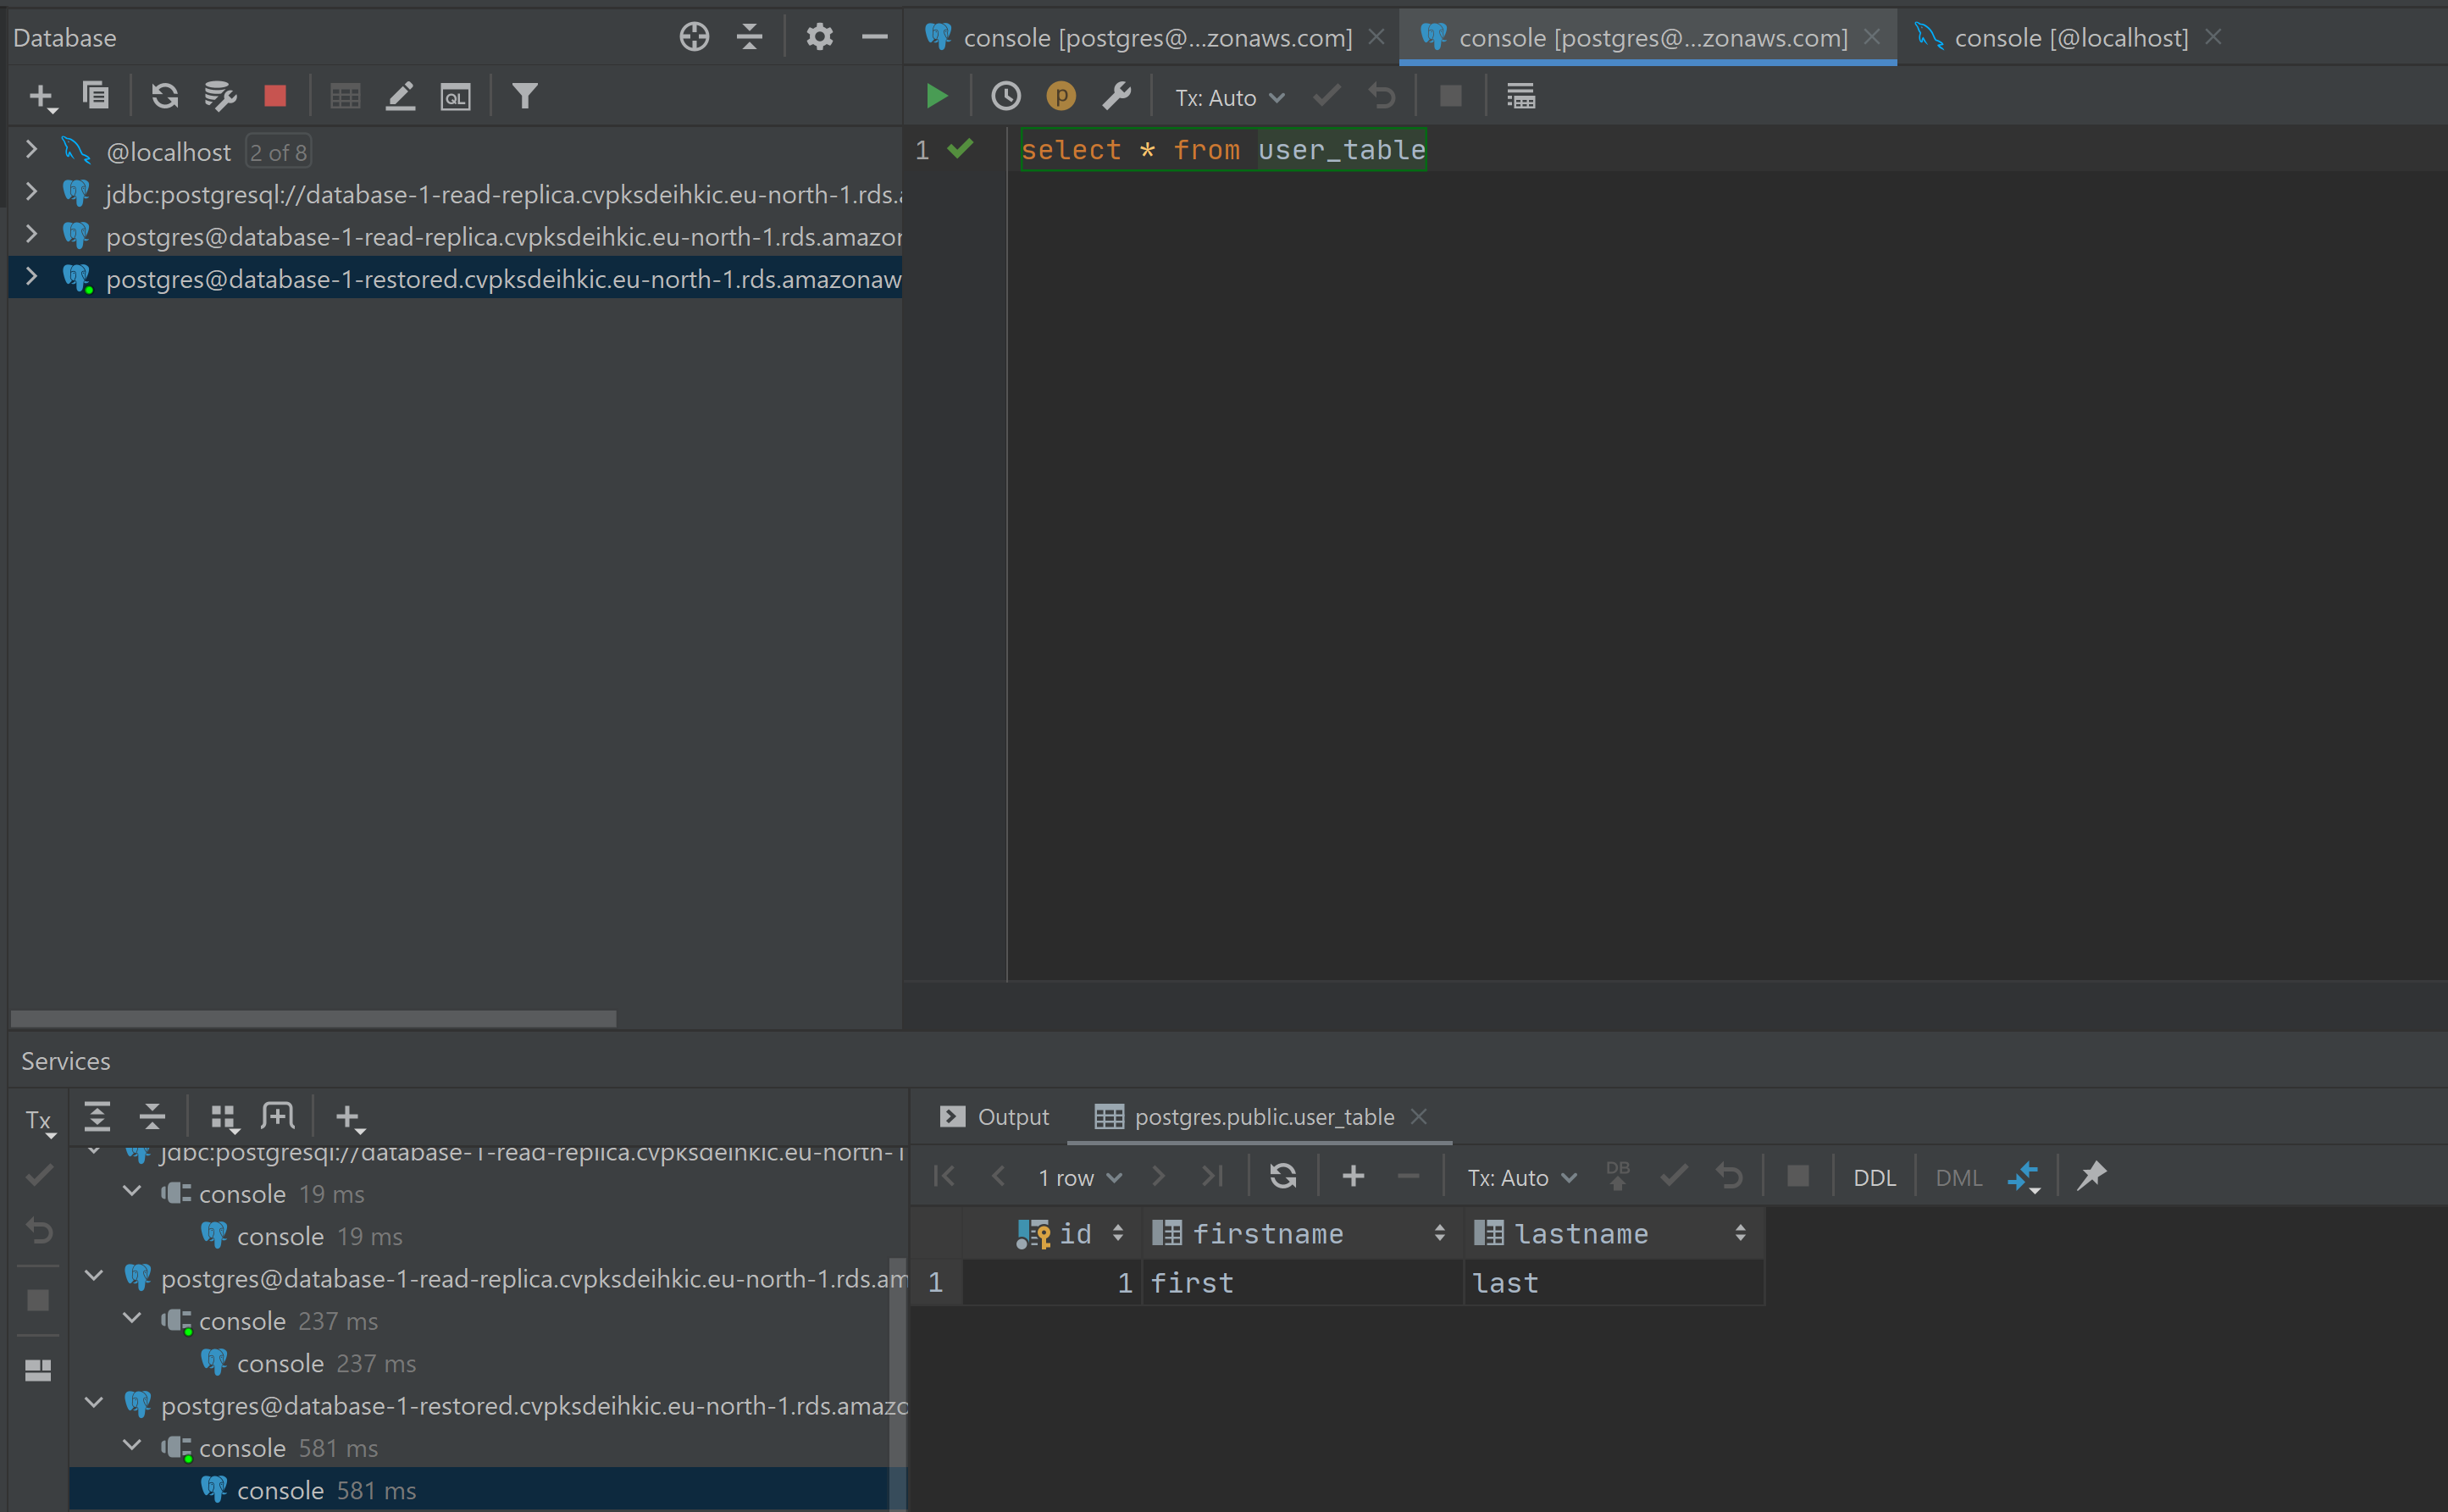 Database
console [postgres@...zonaws.com]
console [postgres@...zonaws.com]
console [@localhost]
QL
p
Tx: Auto
@localhost 2 of 8
jdbc:postgresql://database-1-read-replica.cvpksdeihkic.eu-north-1.rds.a
postgres@database-1-read-replica.cvpksdeihkic.eu-north-1.rds.amazor
postgres@database-1-restored.cvpksdeihkic.eu-north-1.rds.amazonaw
1 select * from user_table
Services
Tx
jdbc:postgresql://database-1-read-replica.cvpksdeihkic.eu-north-1
console 19 ms
console 19 ms
postgres@database-1-read-replica.cvpksdeihkic.eu-north-1.rds.am
console 237 ms
console 237 ms
postgres@database-1-restored.cvpksdeihkic.eu-north-1.rds.amazo
console 581 ms
console 581 ms
Output
postgres.public.user_table
1 row
Tx: Auto
DB
DDL
DML
id firstname lastname
1 1 first last